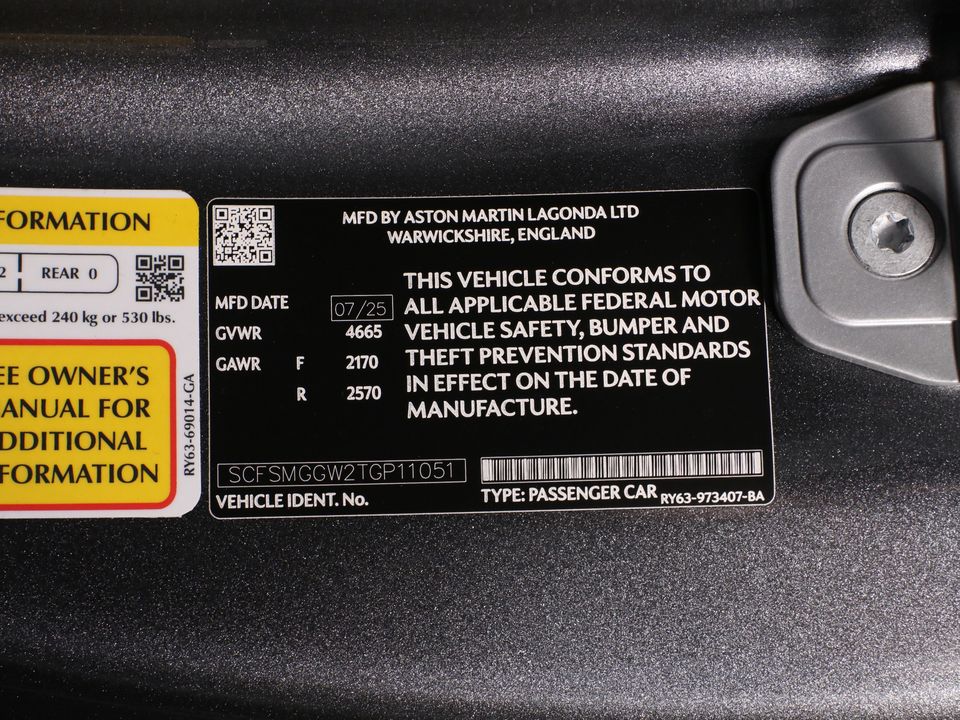 FORMATION
2 REAR 0
exceed 240 kg or 530 lbs.
EE OWNER'S
ANUAL FOR
DDITIONAL
FORMATION
RY63-69014-GA
MFD BY ASTON MARTIN LAGONDA LTD
WARWICKSHIRE, ENGLAND
MFD DATE 07/25
GVWR 4665
GAWR F 2170
R 2570
THIS VEHICLE CONFORMS TO
ALL APPLICABLE FEDERAL MOTOR
VEHICLE SAFETY, BUMPER AND
THEFT PREVENTION STANDARDS
IN EFFECT ON THE DATE OF
MANUFACTURE.
SCFSMGGW2TGP11051
VEHICLE IDENT. No.
TYPE: PASSENGER CAR RY63-973407-BA